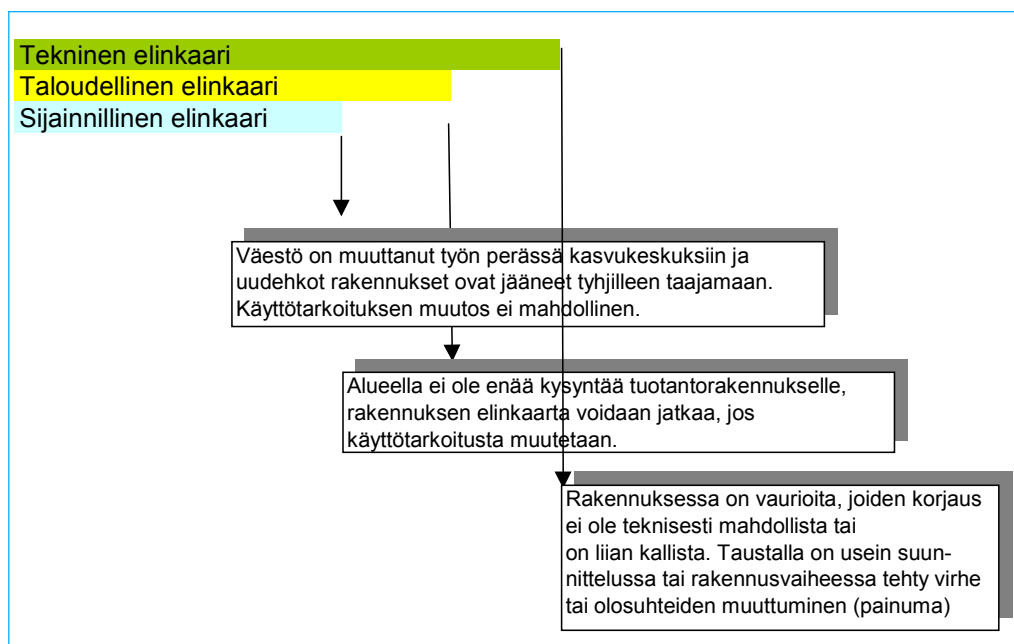 Tekninen elinkaari
Taloudellinen elinkaari
Sijainnillinen elinkaari
Väestö on muuttanut työn perässä kasvukeskuksiin ja
uudehkot rakennukset ovat jääneet tyhjilleen taajamaan.
Käyttötarkoituksen muutos ei mahdollinen.
Alueella ei ole enää kysyntää tuotantorakennukselle,
rakennuksen elinkaarta voidaan jatkaa, jos
käyttötarkoitusta muutetaan.
Rakennuksessa on vaurioita, joiden korjaus
ei ole teknisesti mahdollista tai
on liian kallista. Taustalla on usein suun-
nittelussa tai rakennusvaiheessa tehty virhe
tai olosuhteiden muuttuminen (painuma)